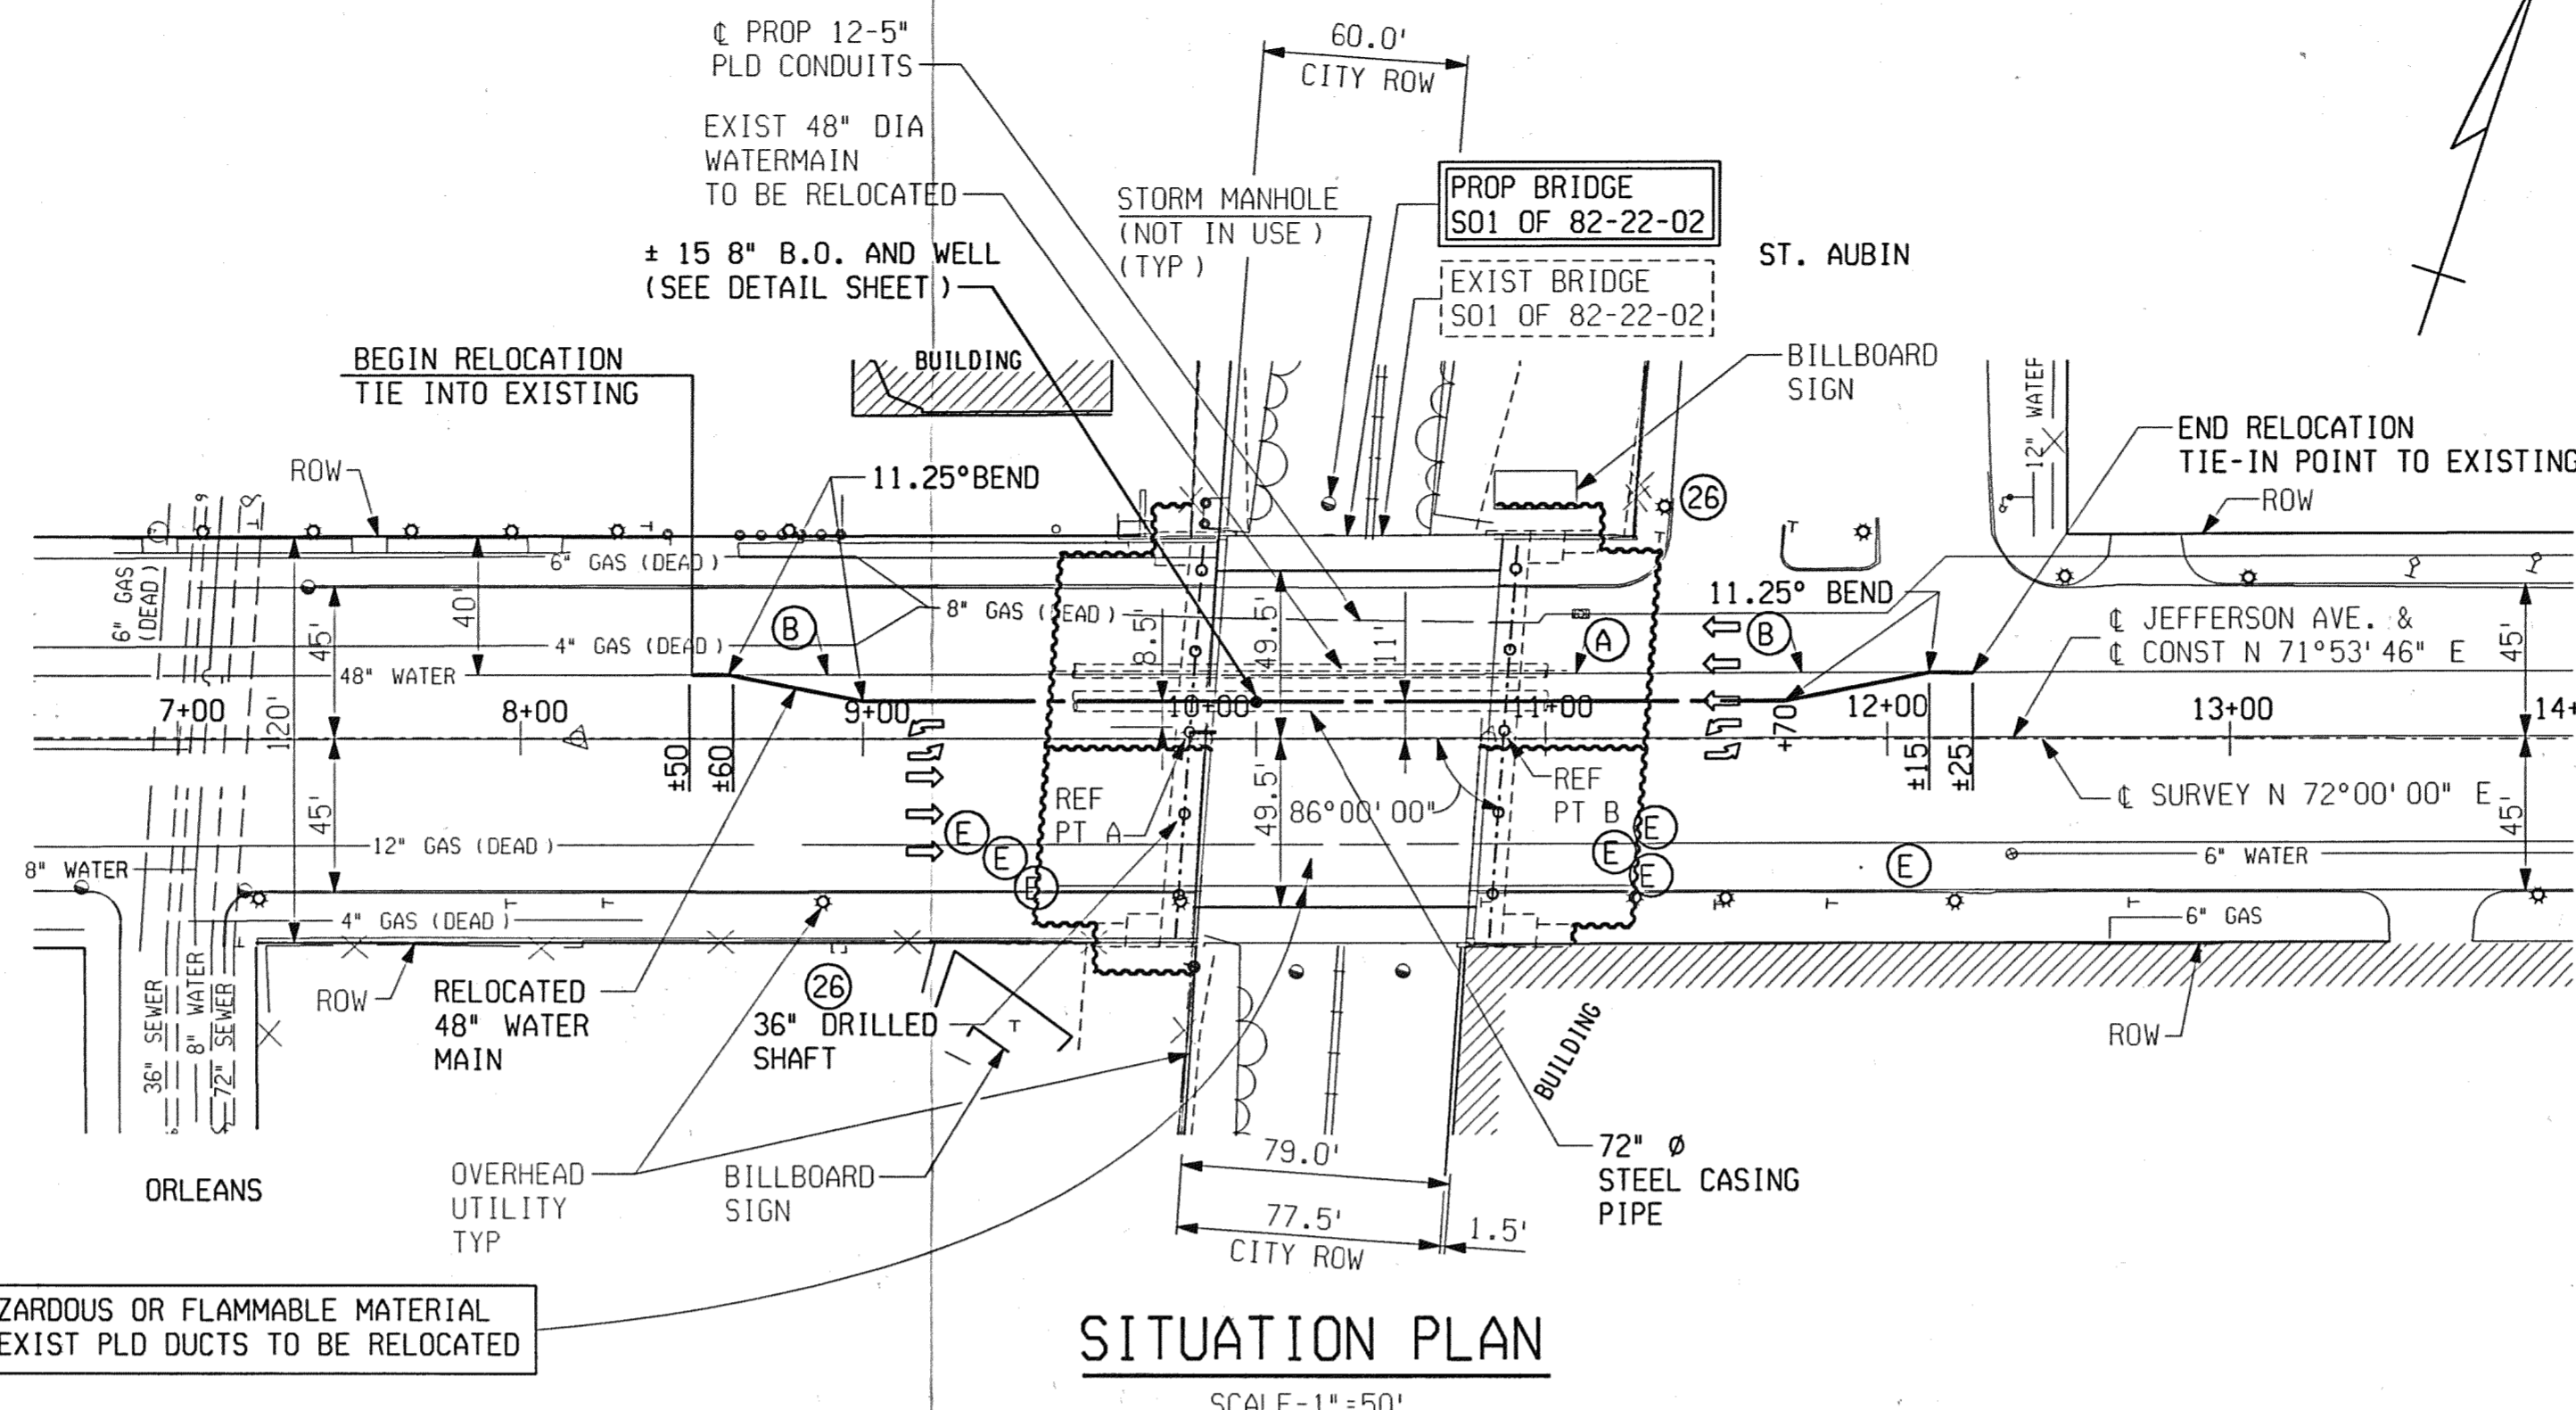 ℄ PROP 12-5"
PLD CONDUITS
EXIST 48" DIA
WATERMAIN
TO BE RELOCATED
± 15 8" B.O. AND WELL
(SEE DETAIL SHEET)
60.0'
CITY ROW
STORM MANHOLE
(NOT IN USE)
(TYP)
PROP BRIDGE
S01 OF 82-22-02
EXIST BRIDGE
S01 OF 82-22-02
ST. AUBIN
BILLBOARD
SIGN
BEGIN RELOCATION
TIE INTO EXISTING
BUILDING
12" WATER
END RELOCATION
TIE-IN POINT TO EXISTING
ROW
ROW
11.25° BEND
26
6" GAS
(DEAD)
6" GAS (DEAD)
40'
45'
120'
4" GAS (DEAD)
48" WATER
8" GAS (DEAD)
B
8.5'
49.5'
11'
A
B
11.25° BEND
℄ JEFFERSON AVE. &
℄ CONST N 71°53'46" E
45'
7+00
8+00
9+00
10+00
11+00
+70
12+00
13+00
14+
±50
±60
±15
±25
45'
REF
PT A
49.5'
86°00'00"
REF
PT B
℄ SURVEY N 72°00'00" E
45'
12" GAS (DEAD)
E
E
E
E
E
E
E
6" WATER
8" WATER
4" GAS (DEAD)
6" GAS
36" SEWER
8" WATER
72" SEWER
ROW
RELOCATED
48" WATER
MAIN
26
36" DRILLED
SHAFT
BUILDING
ROW
ORLEANS
OVERHEAD
UTILITY
TYP
BILLBOARD
SIGN
79.0'
77.5'
CITY ROW
1.5'
72" Ø
STEEL CASING
PIPE
ZARDOUS OR FLAMMABLE MATERIAL
EXIST PLD DUCTS TO BE RELOCATED
SITUATION PLAN
SCALE-1"=50'